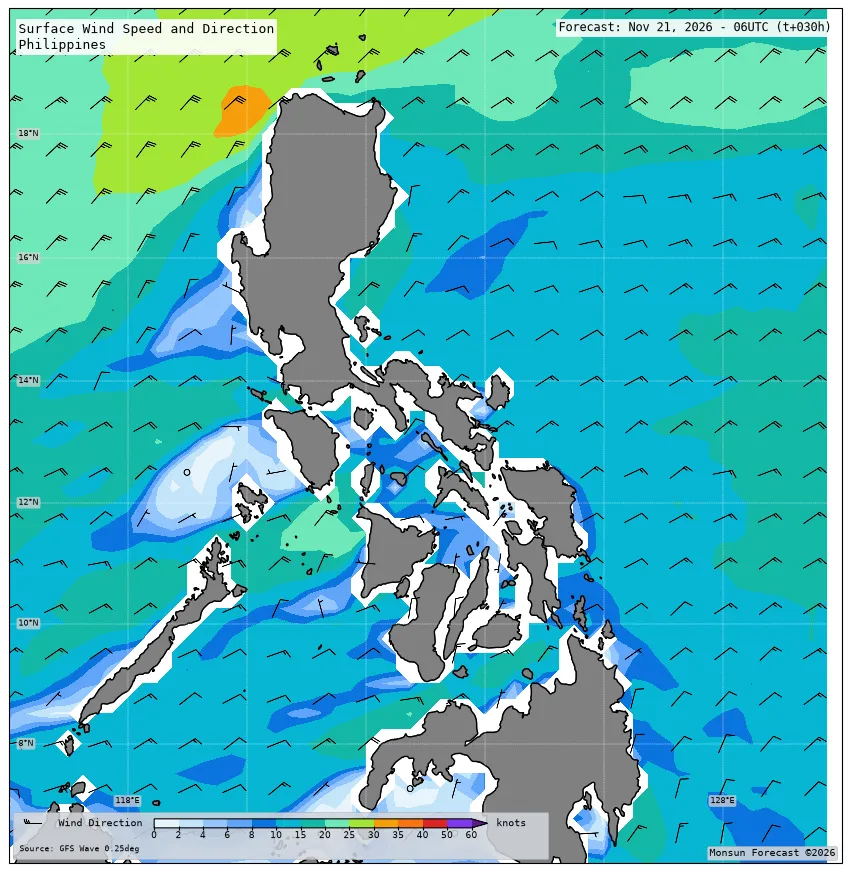 Surface Wind Speed and Direction
Philippines
Forecast: Nov 21, 2026 - 06UTC (t+030h)
18°N
16°N
14°N
12°N
10°N
8°N
118°E
128°E
Wind Direction
0 2 4 6 8 10 15 20 25 30 35 40 50 60
knots
Source: GFS Wave 0.25deg
Monsun Forecast ©2026